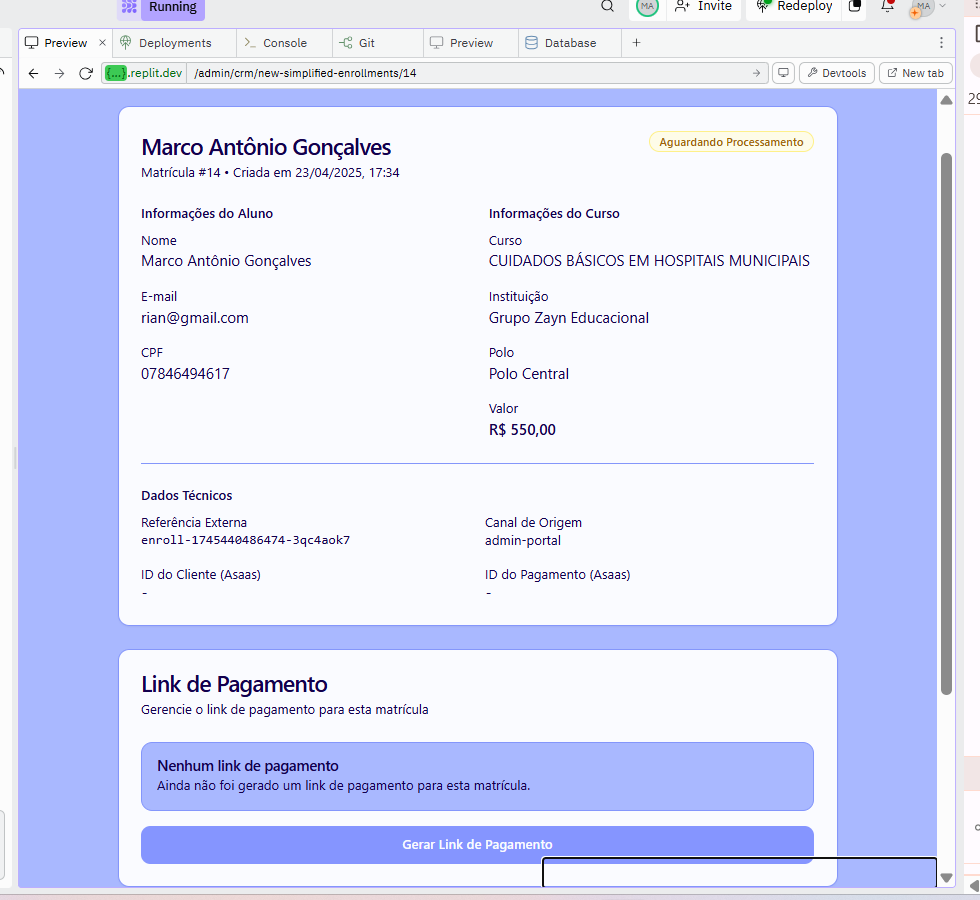 Running
MA
Invite
Redeploy
MA
Preview
Deployments
Console
Git
Preview
Database
{...}.replit.dev
/admin/crm/new-simplified-enrollments/14
Devtools
New tab
29
Marco Antônio Gonçalves
Aguardando Processamento
Matrícula #14 • Criada em 23/04/2025, 17:34
Informações do Aluno
Informações do Curso
Nome
Curso
Marco Antônio Gonçalves
CUIDADOS BÁSICOS EM HOSPITAIS MUNICIPAIS
E-mail
Instituição
rian@gmail.com
Grupo Zayn Educacional
CPF
Polo
07846494617
Polo Central
Valor
R$ 550,00
Dados Técnicos
Referência Externa
Canal de Origem
enroll-1745440486474-3qc4aok7
admin-portal
ID do Cliente (Asaas)
ID do Pagamento (Asaas)
-
-
Link de Pagamento
Gerencie o link de pagamento para esta matrícula
Nenhum link de pagamento
Ainda não foi gerado um link de pagamento para esta matrícula.
Gerar Link de Pagamento